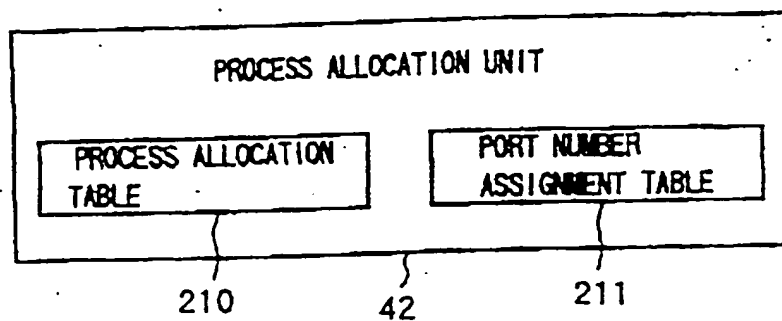 PROCESS ALLOCATION UNIT
PROCESS ALLOCATION
TABLE
PORT NUMBER
ASSIGNMENT TABLE
210
42
211